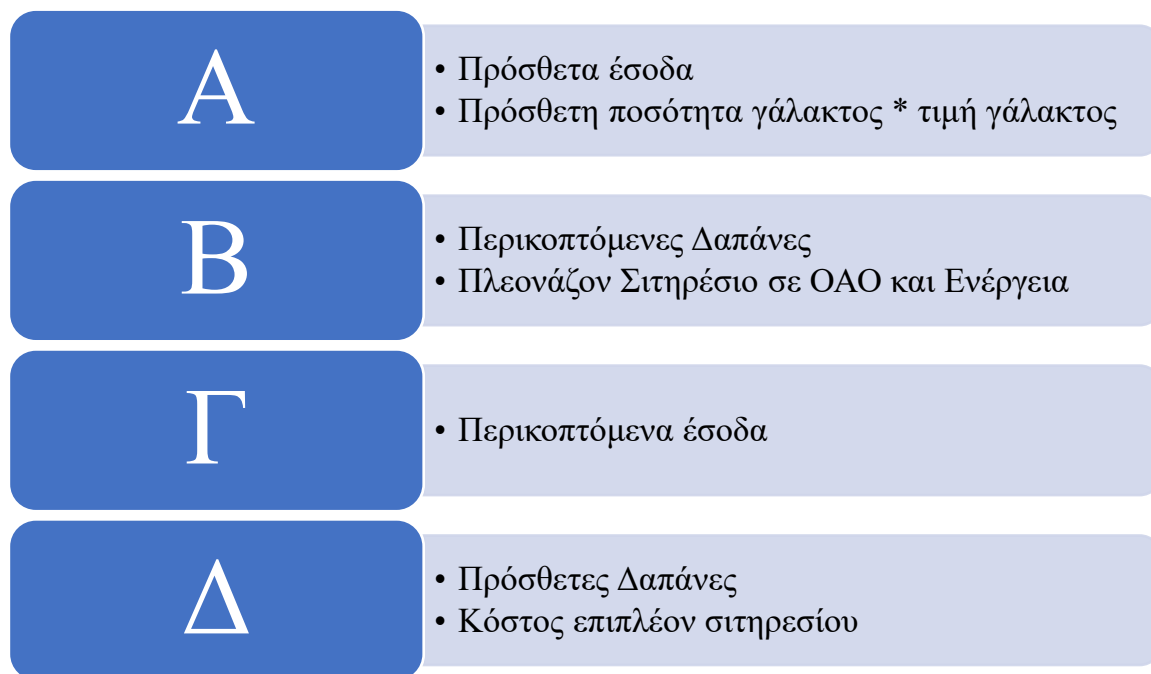 Α
• Πρόσθετα έσοδα
• Πρόσθετη ποσότητα γάλακτος * τιμή γάλακτος
Β
• Περικοπτόμενες Δαπάνες
• Πλεονάζον Σιτηρέσιο σε ΟΑΟ και Ενέργεια
Γ
• Περικοπτόμενα έσοδα
Δ
• Πρόσθετες Δαπάνες
• Κόστος επιπλέον σιτηρεσίου